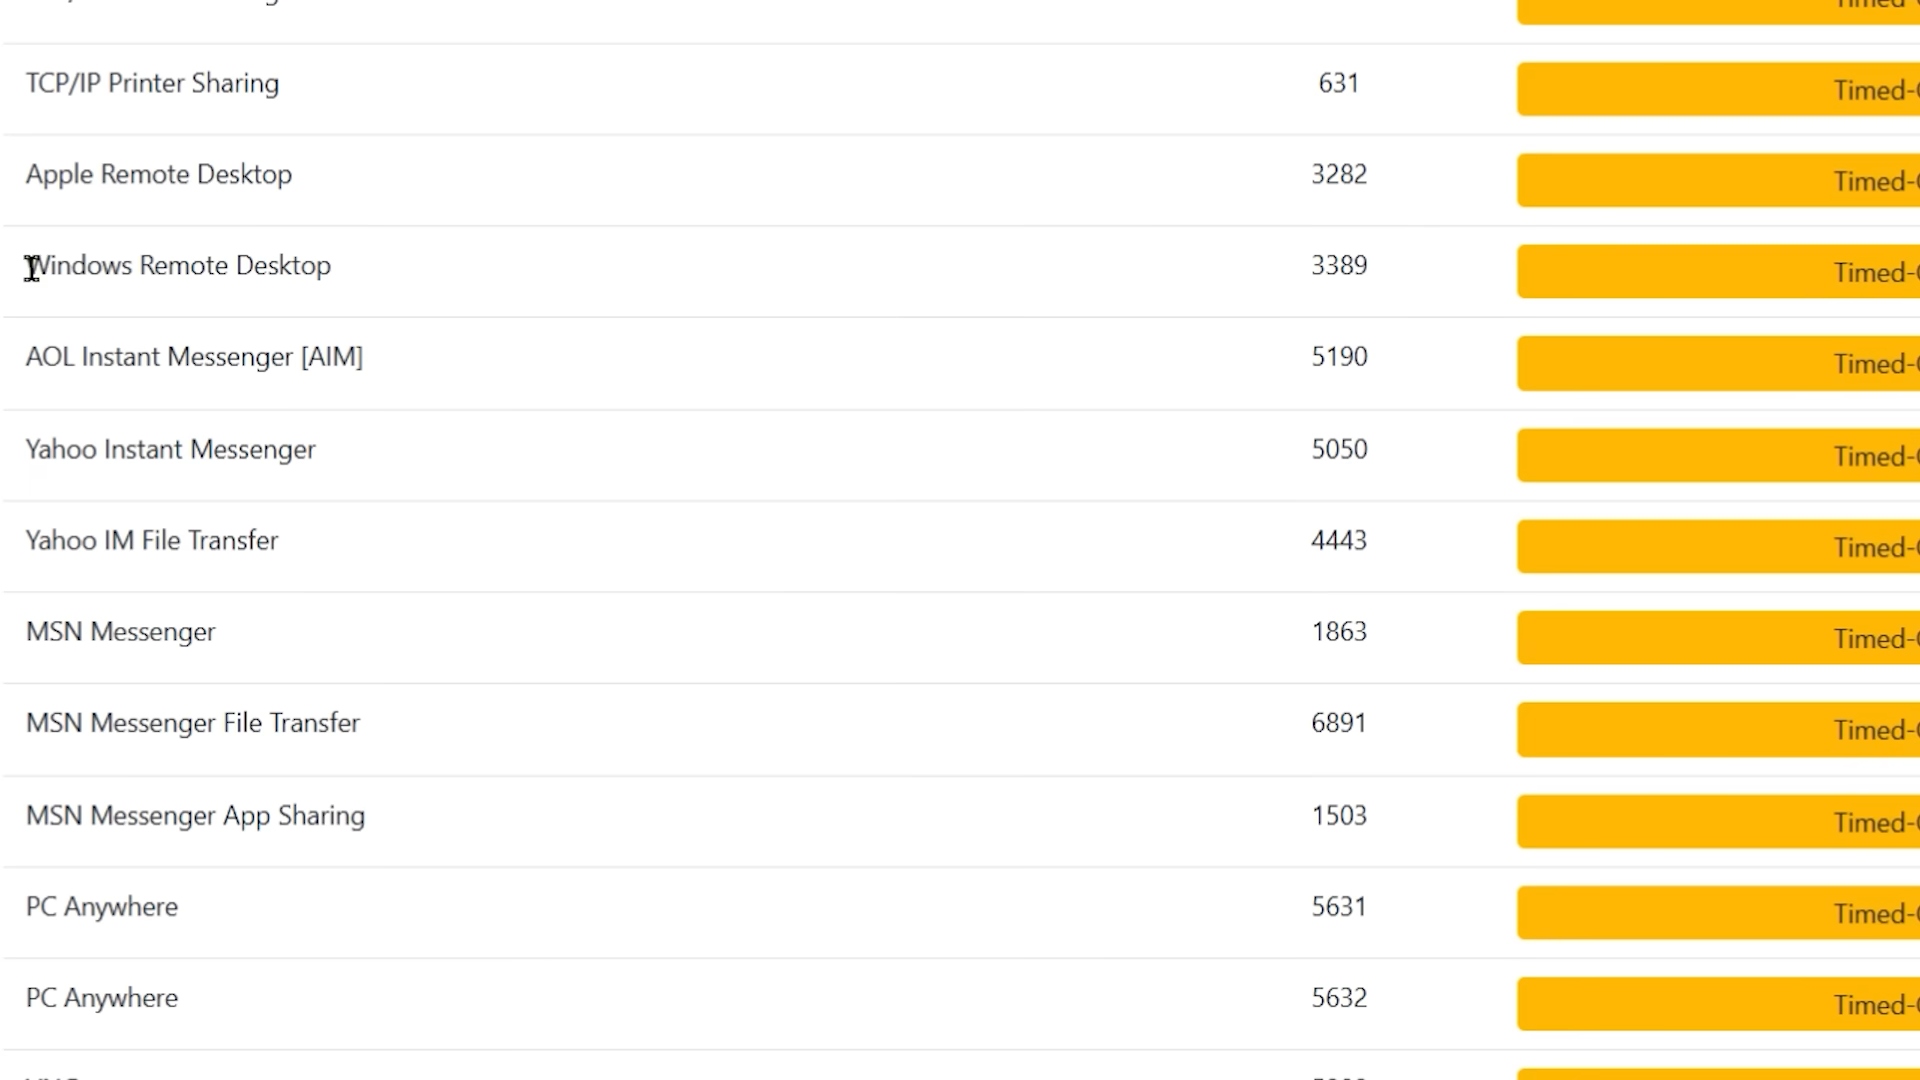 TCP/IP Printer Sharing 631 Timed-
Apple Remote Desktop 3282 Timed-
Windows Remote Desktop 3389 Timed-
AOL Instant Messenger [AIM] 5190 Timed-
Yahoo Instant Messenger 5050 Timed-
Yahoo IM File Transfer 4443 Timed-
MSN Messenger 1863 Timed-
MSN Messenger File Transfer 6891 Timed-
MSN Messenger App Sharing 1503 Timed-
PC Anywhere 5631 Timed-
PC Anywhere 5632 Timed-